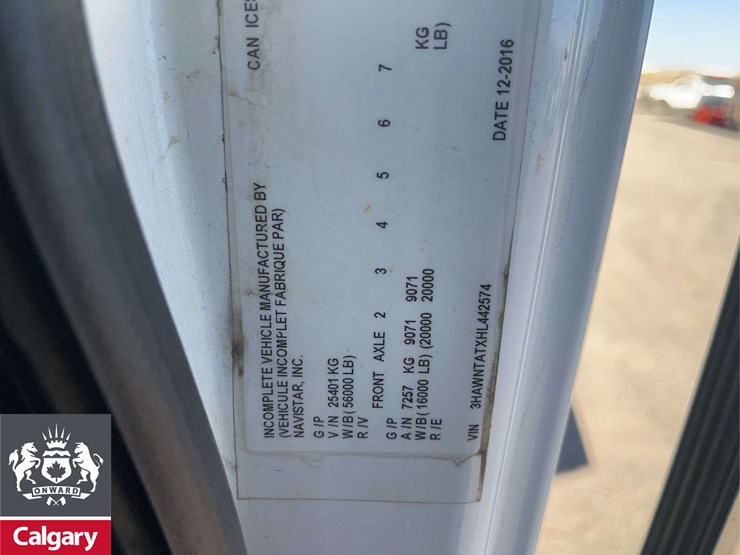 CAN ICES
INCOMPLETE VEHICLE MANUFACTURED BY
(VEHICULE INCOMPLET FABRIQUE PAR)
NAVISTAR, INC.
G / P
V / N 25401 KG
W/B ( 56000 LB)
R / V
FRONT AXLE 2 3 4 5 6 7
G / P
A / N 7257 KG 9071 9071 KG
W/B ( 16000 LB) (20000 20000 LB)
R / E
VIN 3HAWNTATXHL442574 DATE 12-2016
ONWARD
Calgary